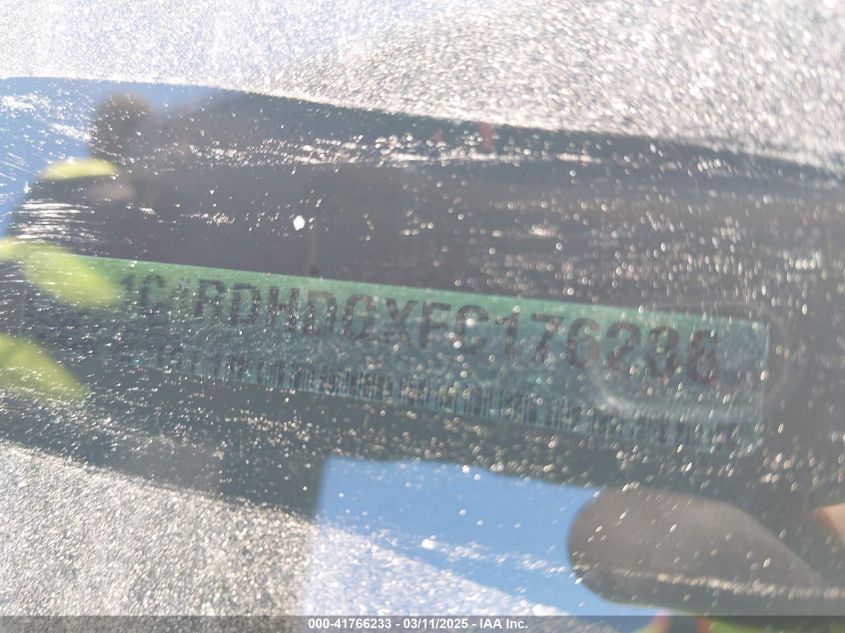 1C4RDHDGXFC176286
000-41766233 - 03/11/2025 - IAA Inc.